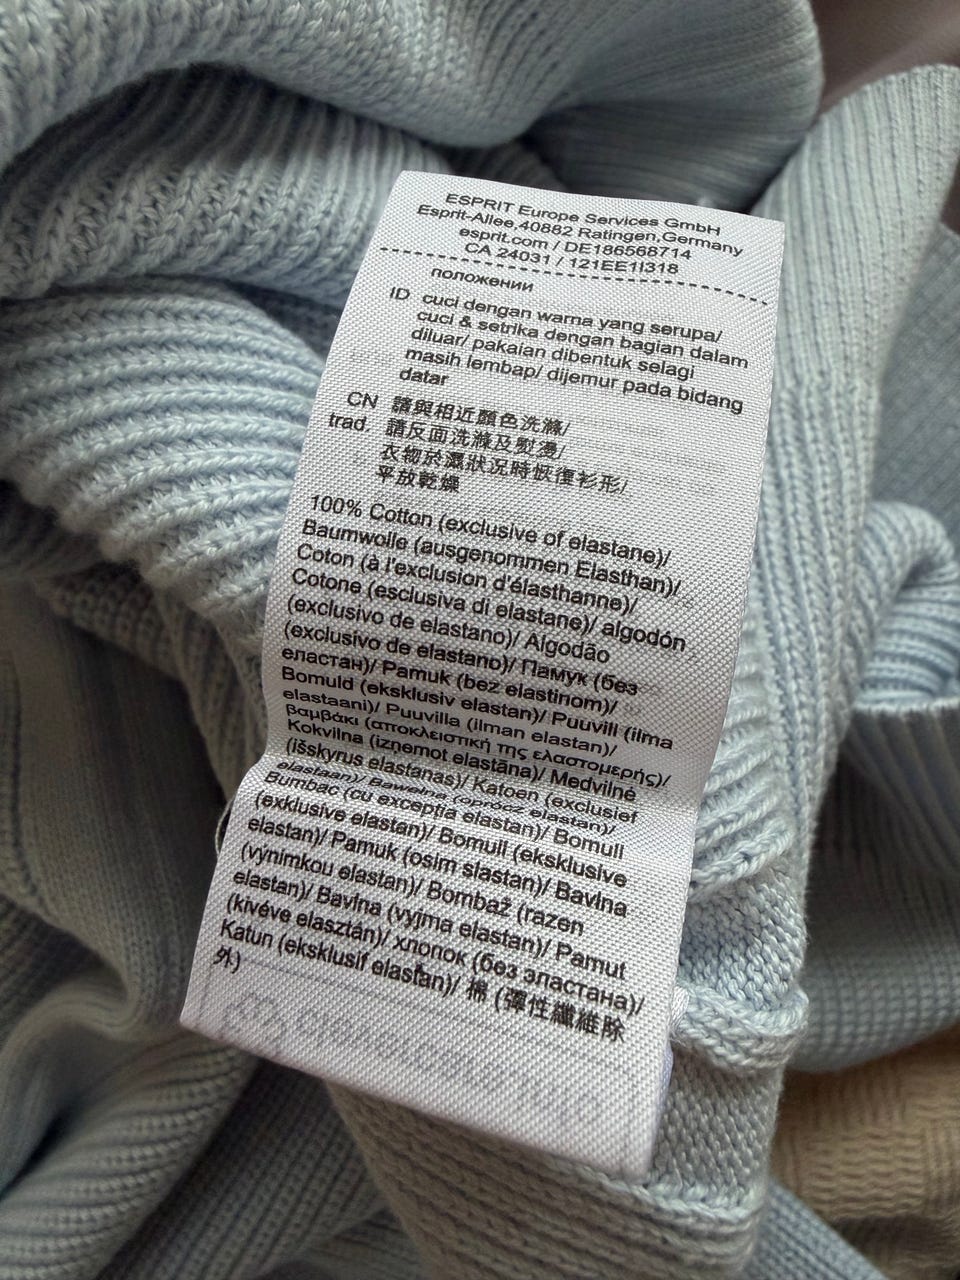 ESPRIT Europe Services GmbH
Esprit-Allee,40882 Ratingen,Germany
esprit.com / DE186568714
CA 24031 / 121EE1I318
положении
ID cuci dengan warna yang serupa/
cuci & setrika dengan bagian dalam
diluar/ pakaian dibentuk selagi
masih lembap/ dijemur pada bidang
datar
CN 請與相近顏色洗滌/
trad. 請反面洗滌及熨燙/
衣物於濕狀況時恢復衫形/
平放乾燥
100% Cotton (exclusive of elastane)/
Baumwolle (ausgenommen Elasthan)/
Coton (à l'exclusion d'élasthanne)/
Cotone (esclusiva di elastane)/ algodón
(exclusivo de elastano)/ Algodão
(exclusivo de elastano)/ Памук (без
еластан)/ Pamuk (bez elastinom)/
Bomuld (eksklusiv elastan)/ Puuvill (ilma
elastaani)/ Puuvilla (ilman elastan)/
βαμβάκι (αποκλειστική της ελαστομερής)/
Kokvilna (izņemot elastāna)/ Medvilnė
(išskyrus elastanas)/ Katoen (exclusief
elastaan)/ Bawełna (oprócz elastan)/
Bumbac (cu excepţia elastan)/ Bomull
(exklusive elastan)/ Bomull (eksklusive
elastan)/ Pamuk (osim slastan)/ Bavlna
(výnimkou elastan)/ Bombaž (razen
elastan)/ Bavlna (vyjma elastan)/ Pamut
(kivéve elasztán)/ хлопок (без эластана)/
Katun (eksklusif elastan)/ 棉 (彈性纖維除
外)